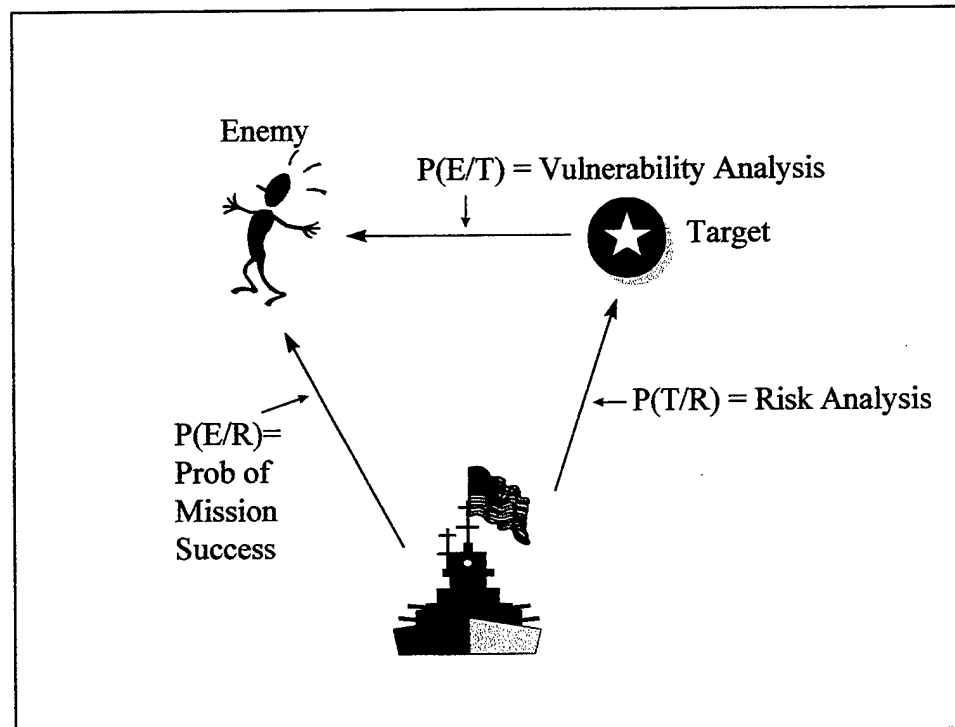 Enemy
P(E/T) = Vulnerability Analysis
Target
P(T/R) = Risk Analysis
P(E/R)=
Prob of
Mission
Success